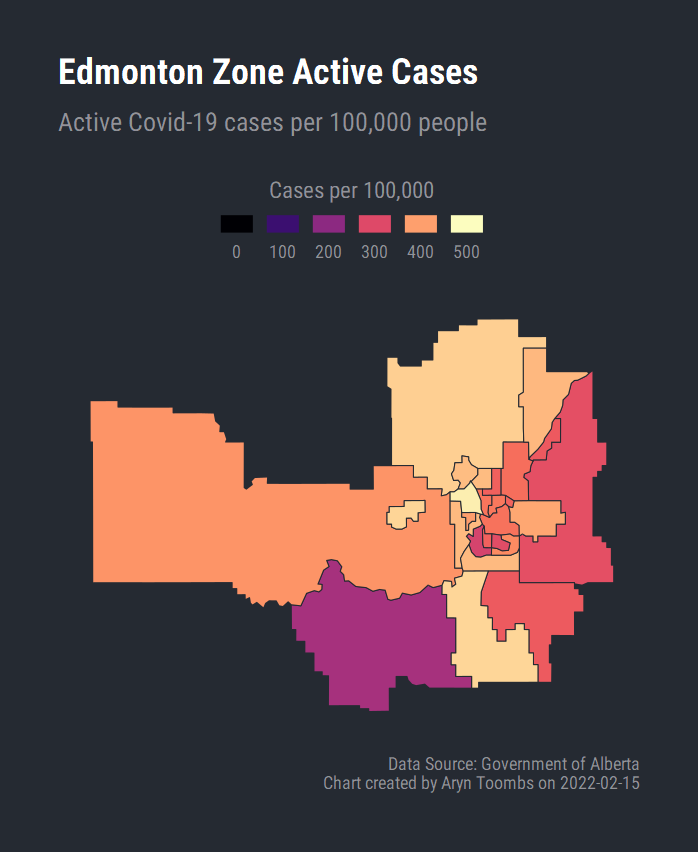 Edmonton Zone Active Cases
Active Covid-19 cases per 100,000 people
Cases per 100,000
0 100 200 300 400 500
Data Source: Government of Alberta
Chart created by Aryn Toombs on 2022-02-15